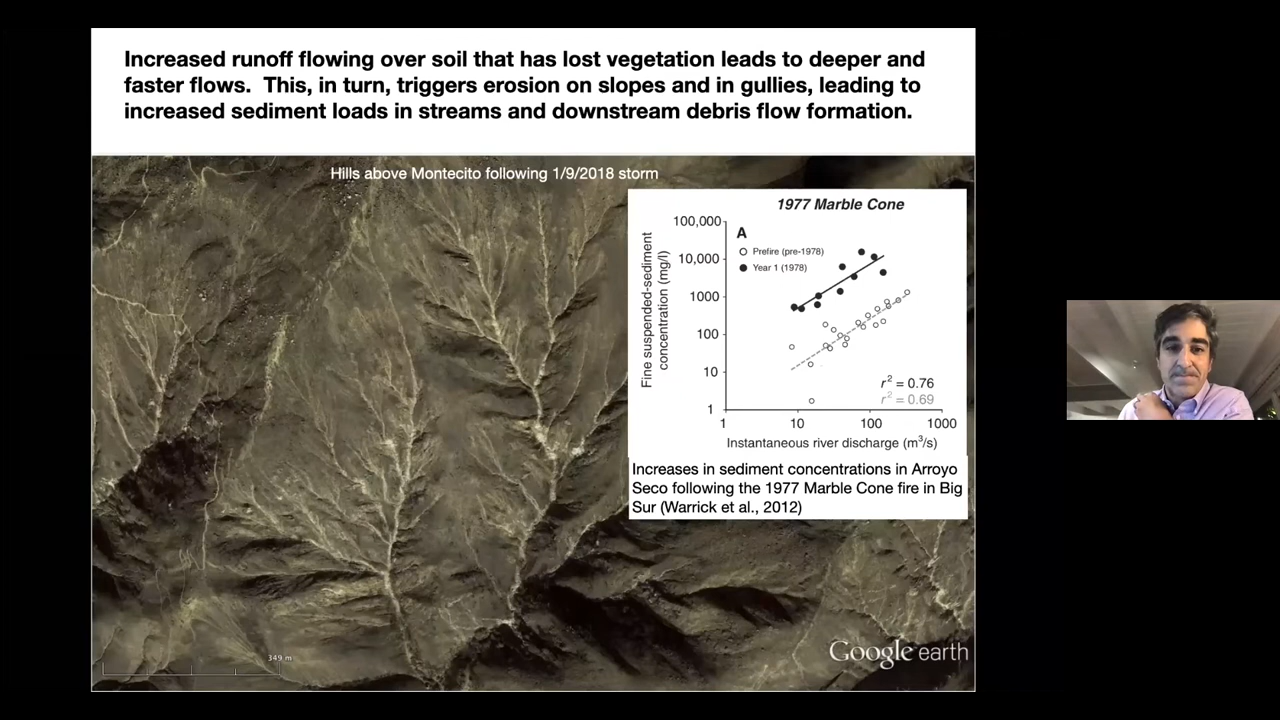 Increased runoff flowing over soil that has lost vegetation leads to deeper and
faster flows.  This, in turn, triggers erosion on slopes and in gullies, leading to
increased sediment loads in streams and downstream debris flow formation.
Hills above Montecito following 1/9/2018 storm
1977 Marble Cone
A
Prefire (pre-1978)
Year 1 (1978)
Fine suspended-sediment
concentration (mg/l)
100,000
10,000
1000
100
10
1
r² = 0.76
r² = 0.69
1
10
100
1000
Instantaneous river discharge (m³/s)
Increases in sediment concentrations in Arroyo
Seco following the 1977 Marble Cone fire in Big
Sur (Warrick et al., 2012)
349 m
Google earth